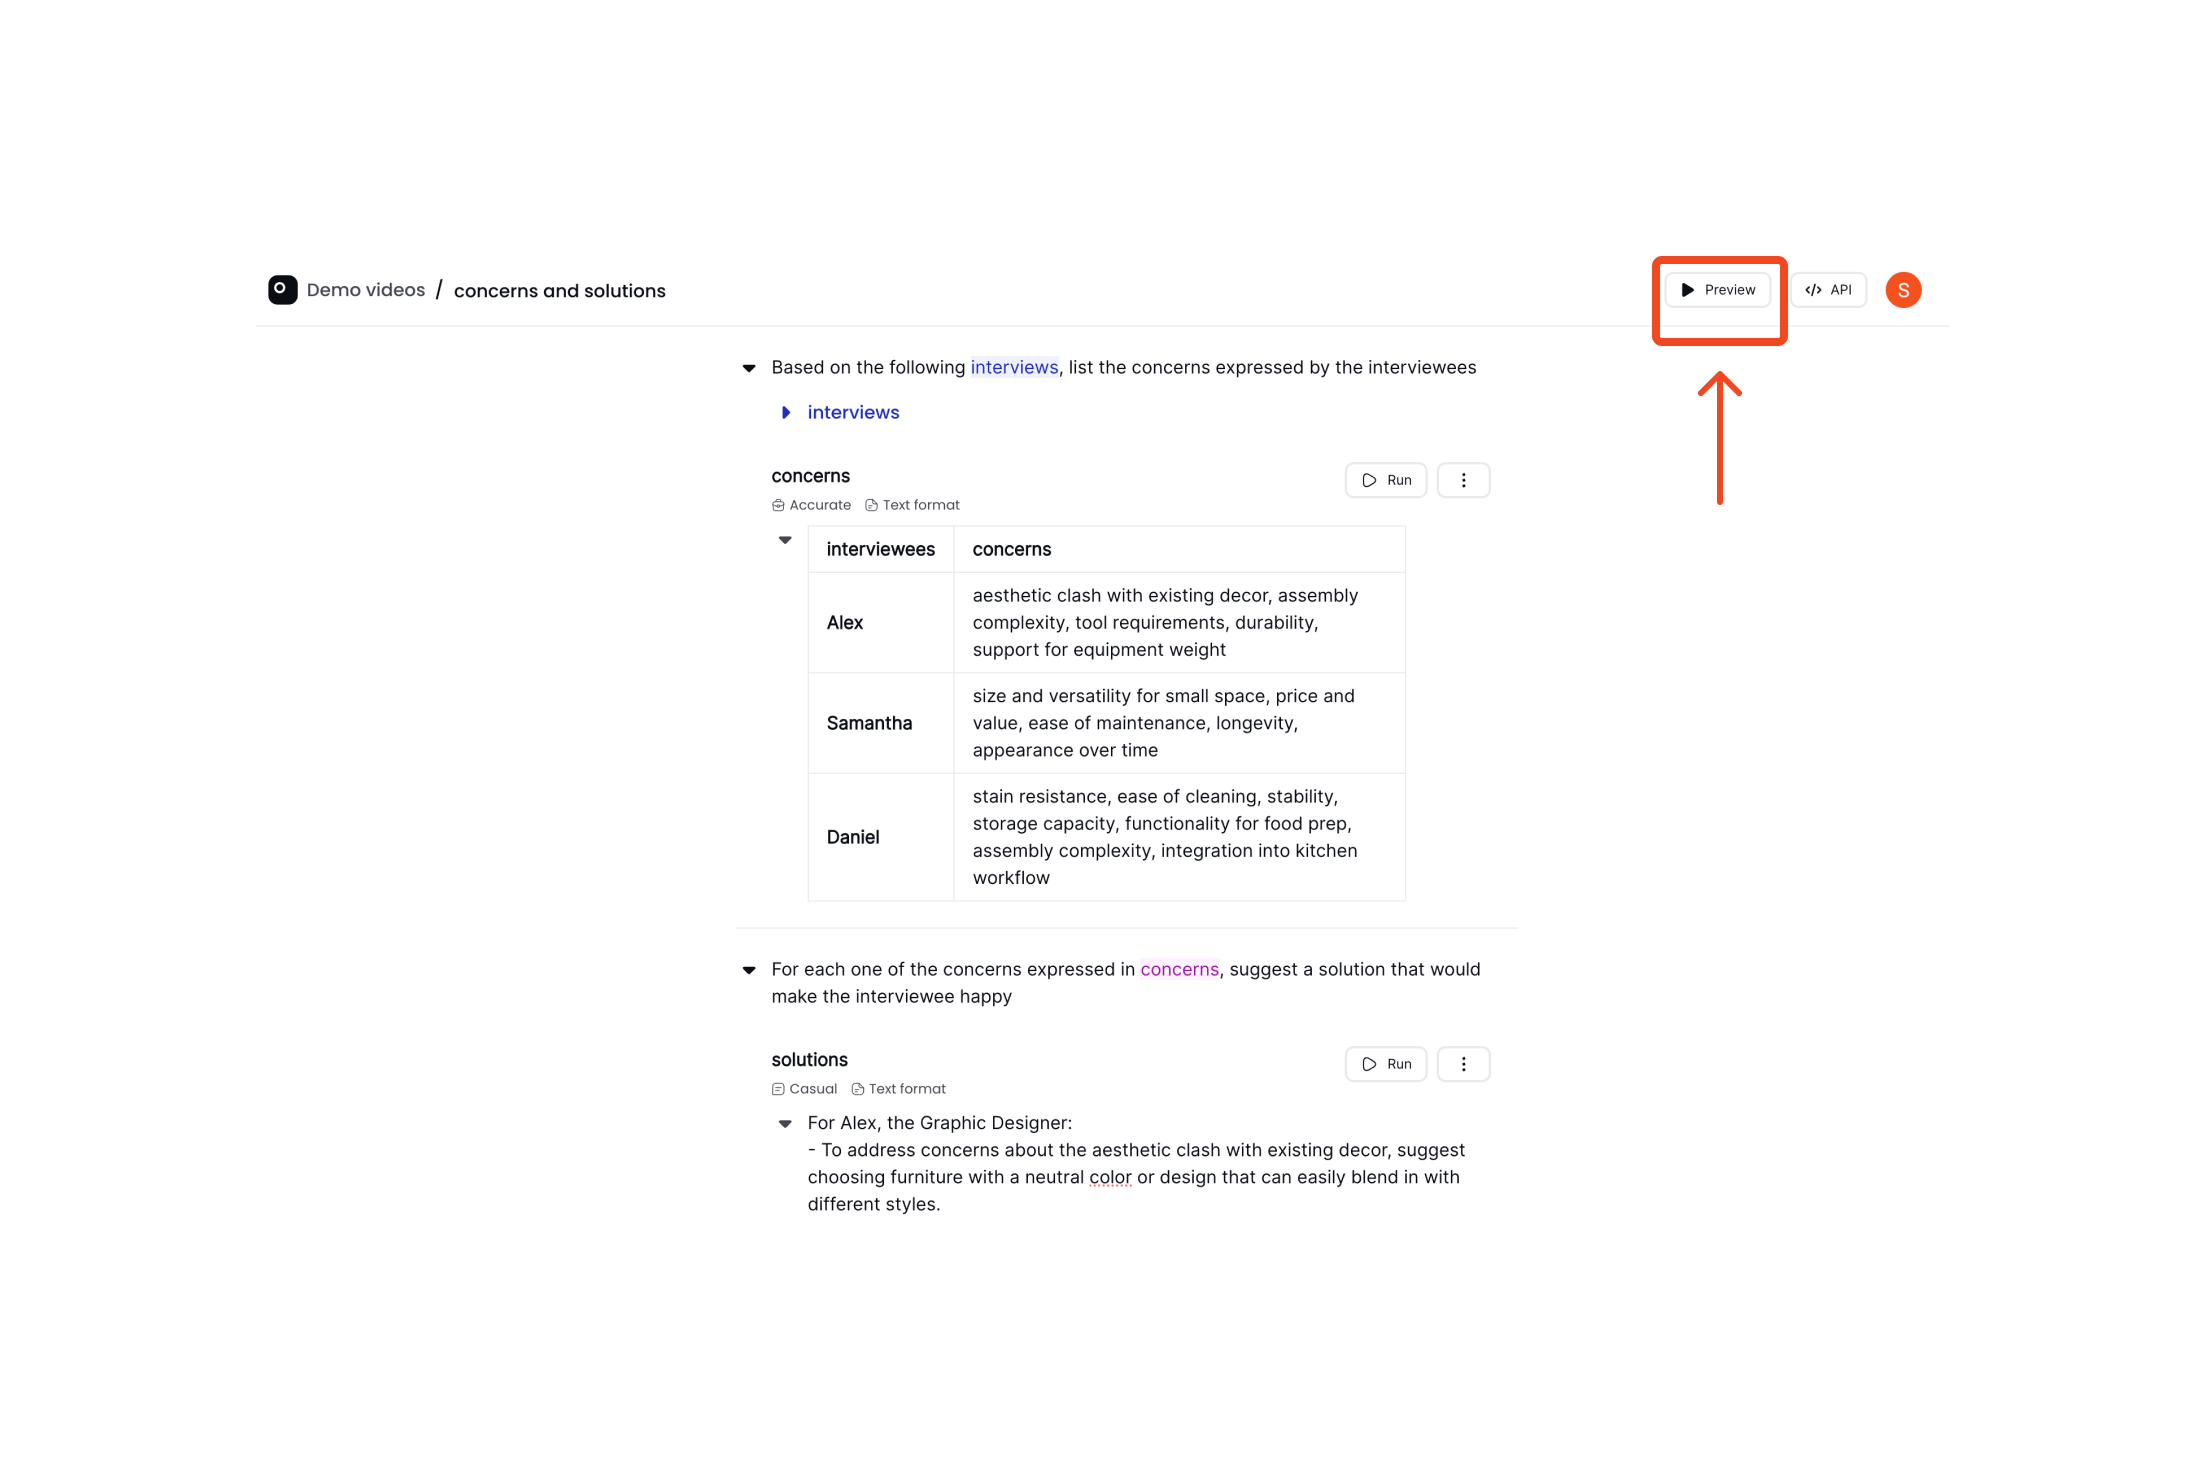 Demo videos / concerns and solutions
Preview
</> API
S
Based on the following interviews, list the concerns expressed by the interviewees
interviews
concerns
Run
Accurate Text format
interviewees concerns
Alex
aesthetic clash with existing decor, assembly
complexity, tool requirements, durability,
support for equipment weight
Samantha
size and versatility for small space, price and
value, ease of maintenance, longevity,
appearance over time
Daniel
stain resistance, ease of cleaning, stability,
storage capacity, functionality for food prep,
assembly complexity, integration into kitchen
workflow
For each one of the concerns expressed in concerns, suggest a solution that would
make the interviewee happy
solutions
Run
Casual Text format
For Alex, the Graphic Designer:
- To address concerns about the aesthetic clash with existing decor, suggest
choosing furniture with a neutral color or design that can easily blend in with
different styles.